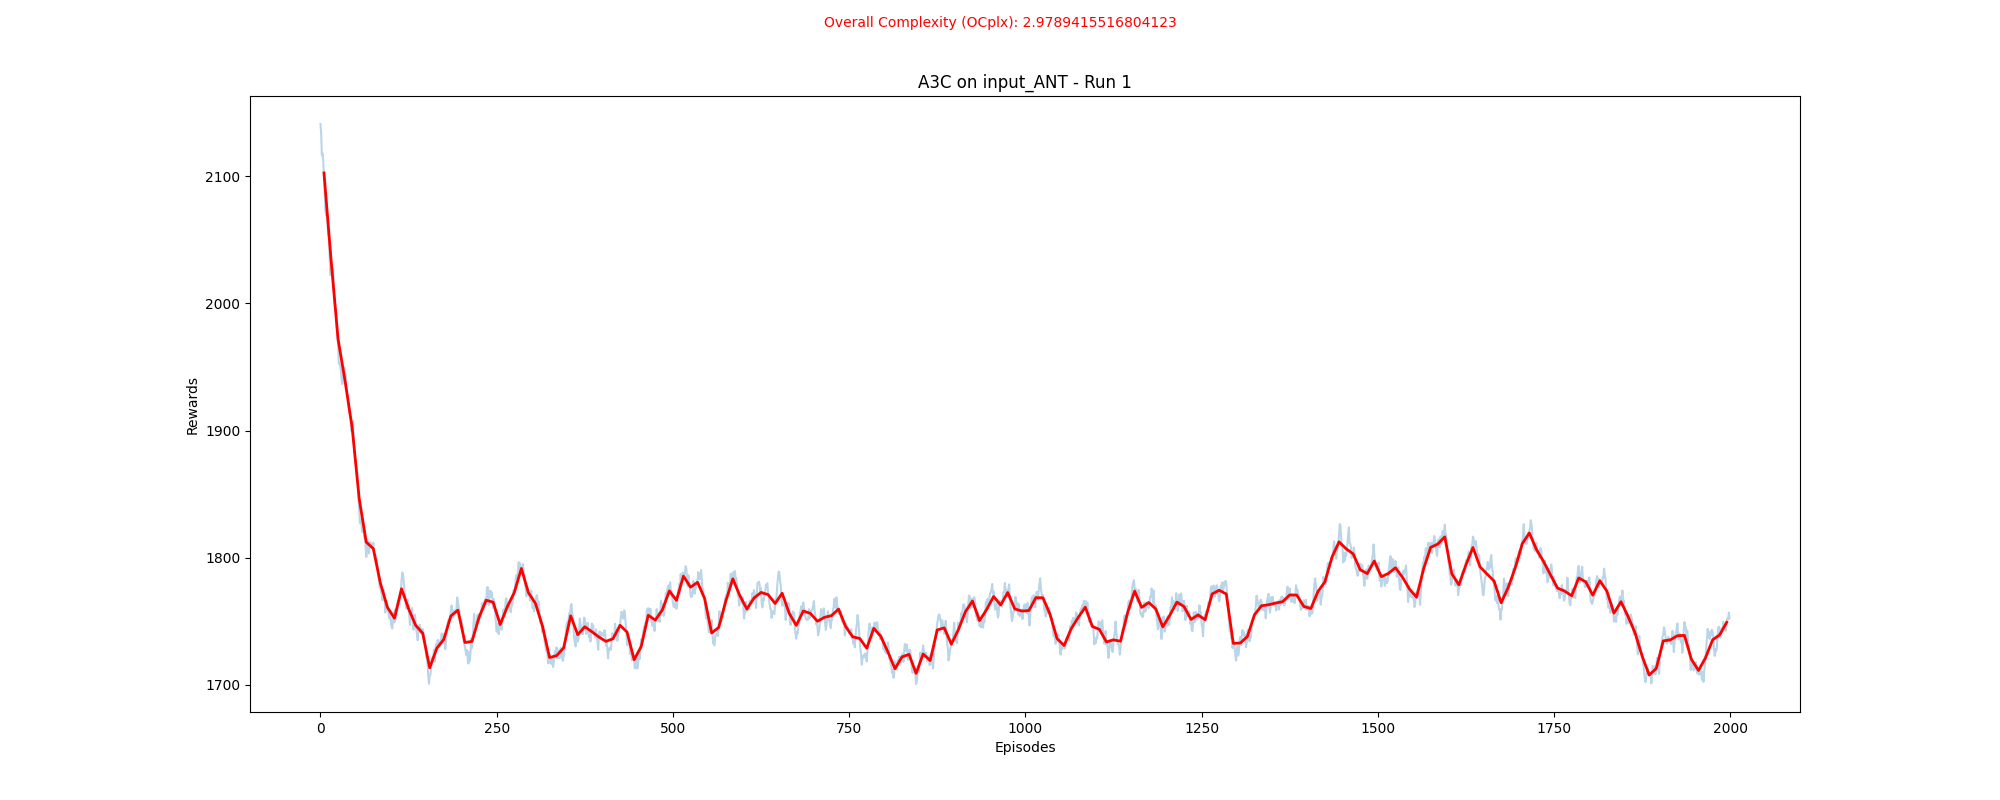 Overall Complexity (OCplx): 2.9789415516804123
A3C on input_ANT - Run 1
2100
2000
1900
1800
1700
Rewards
0 250 500 750 1000 1250 1500 1750 2000
Episodes